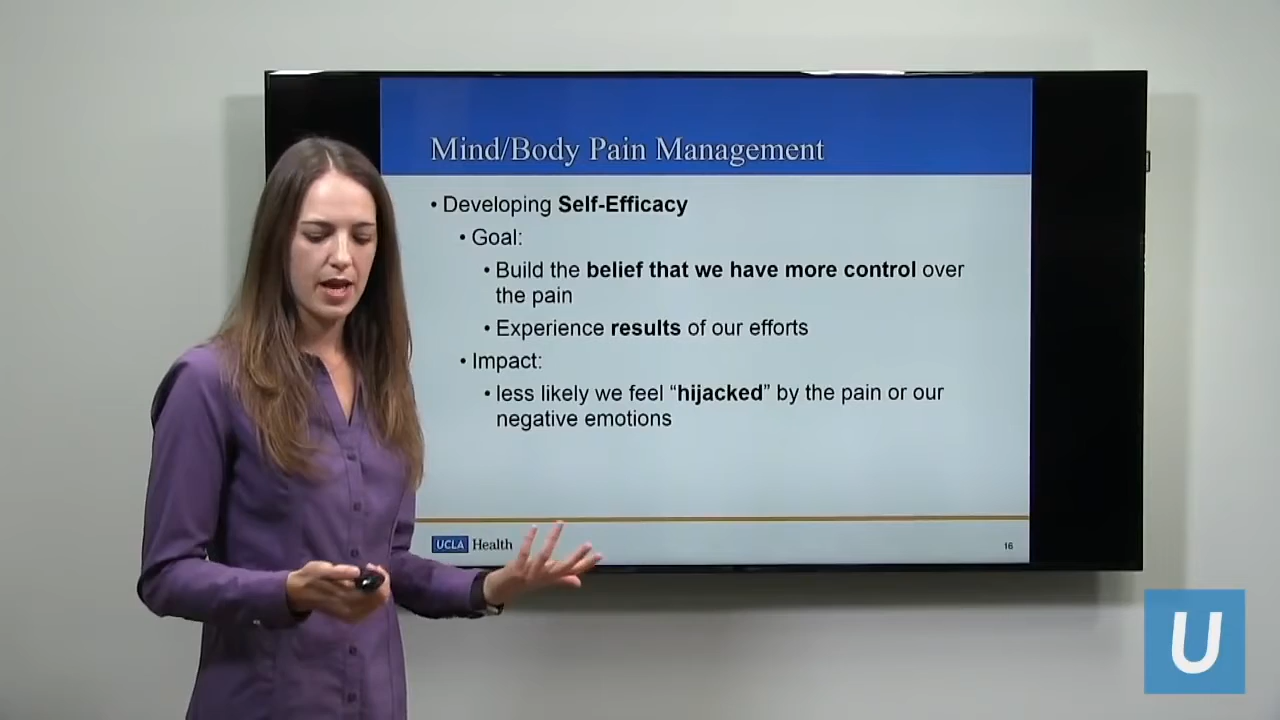 Mind/Body Pain Management
• Developing Self-Efficacy
• Goal:
• Build the belief that we have more control over
the pain
• Experience results of our efforts
• Impact:
• less likely we feel “hijacked” by the pain or our
negative emotions
UCLA Health
16
U